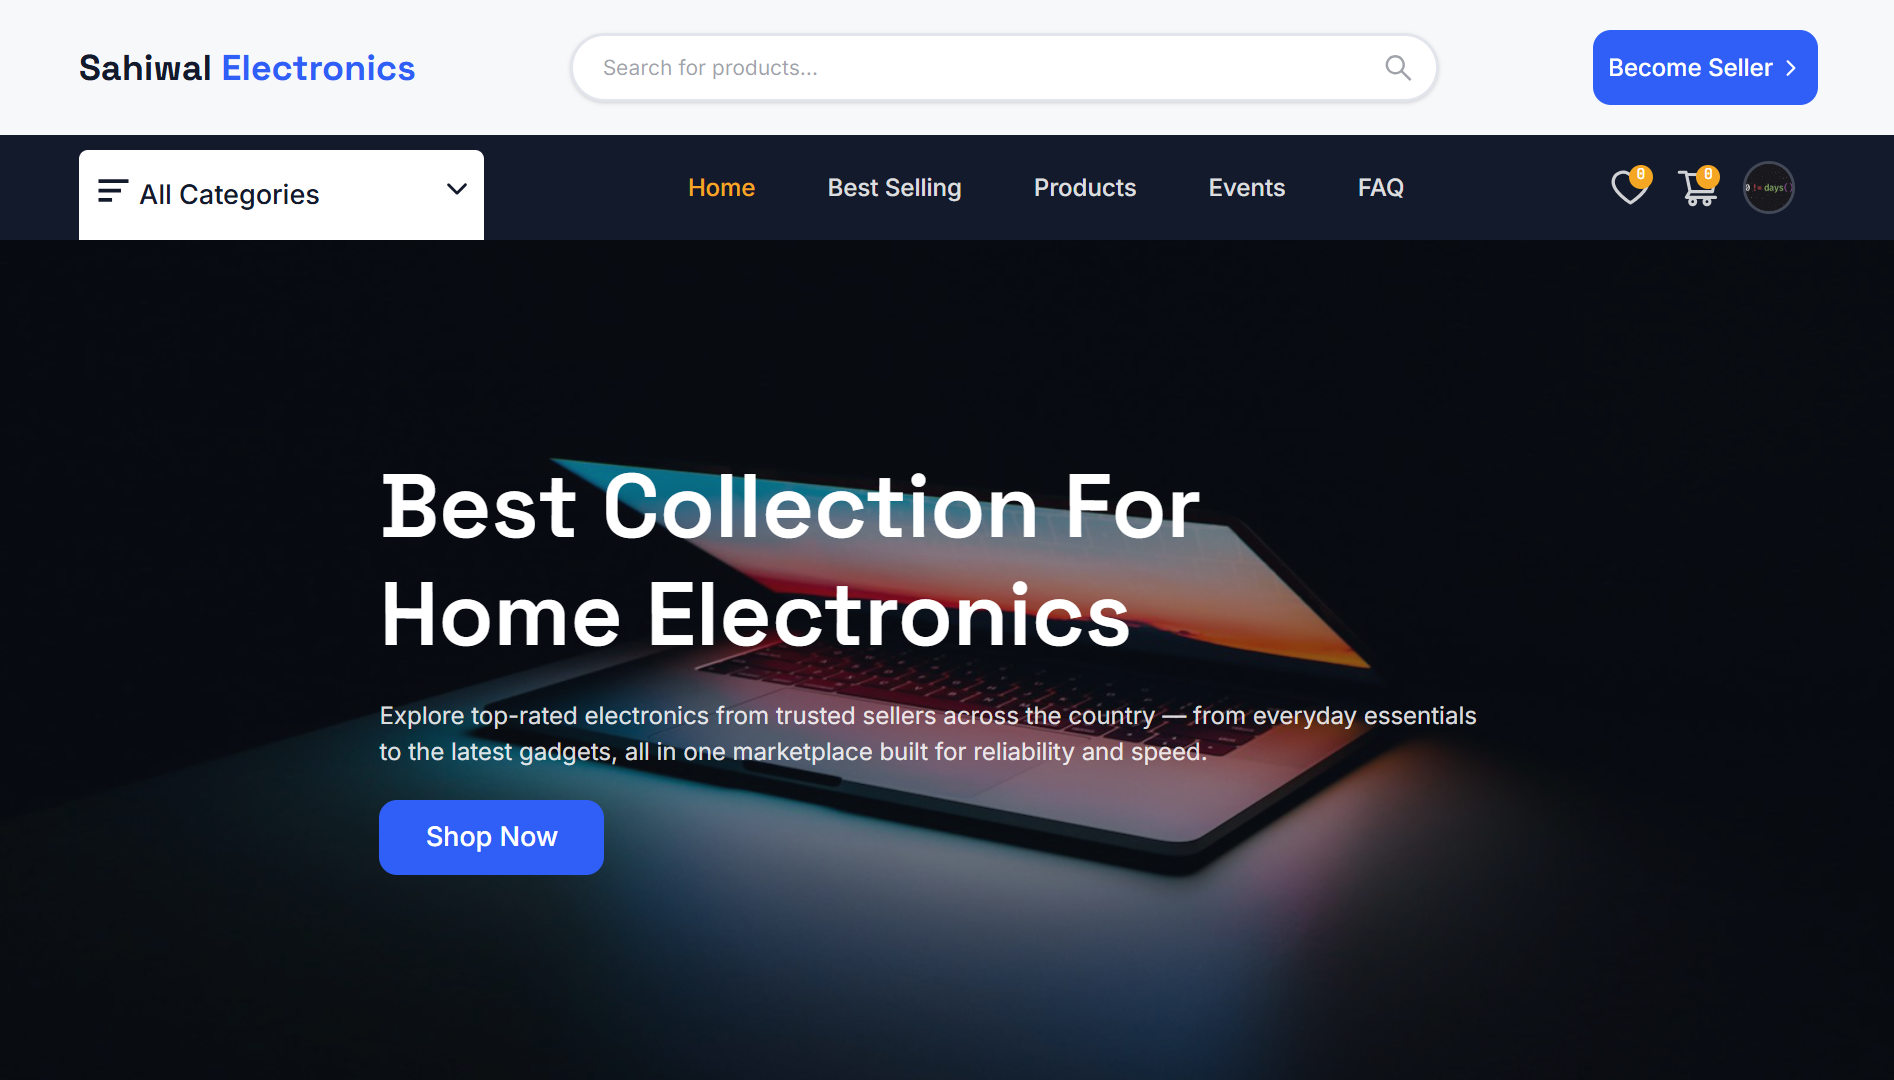 Sahiwal Electronics
Search for products...
Become Seller
All Categories
Home
Best Selling
Products
Events
FAQ
0
0
0 != days()
Best Collection For
Home Electronics
Explore top-rated electronics from trusted sellers across the country — from everyday essentials
to the latest gadgets, all in one marketplace built for reliability and speed.
Shop Now